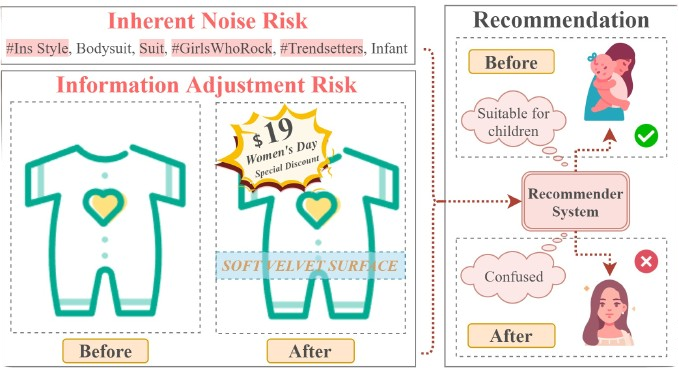 Inherent Noise Risk
#Ins Style, Bodysuit, Suit, #GirlsWhoRock, #Trendsetters, Infant
Information Adjustment Risk
$ 19
Women's Day
Special Discount
SOFT VELVET SURFACE
Before
After
Recommendation
Before
Suitable for
children
Recommender
System
Confused
After